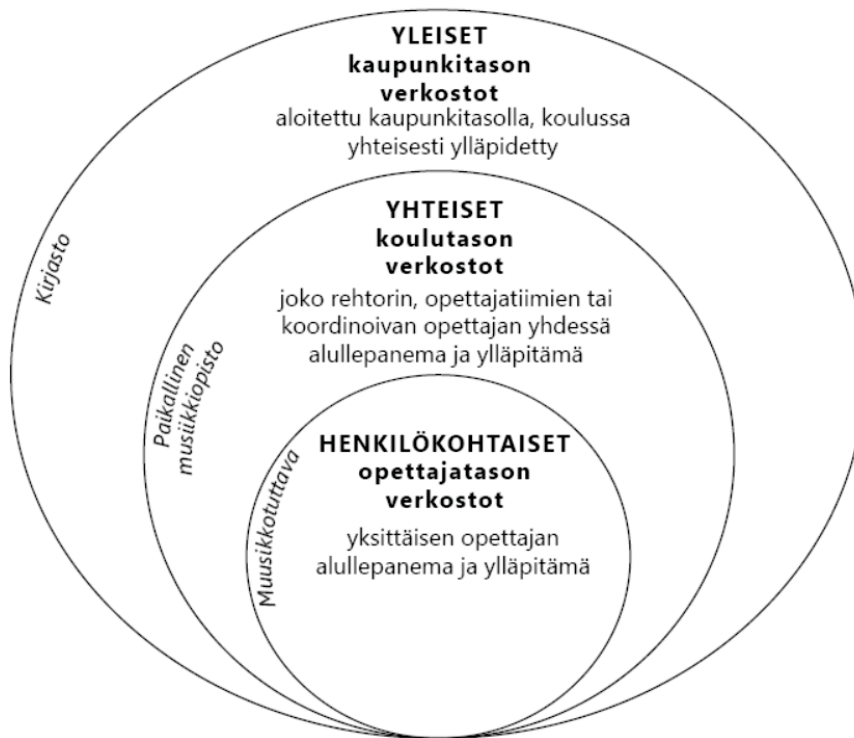 YLEISET
kaupunkitason
verkostot
aloitettu kaupunkitasolla, koulussa
yhteisesti ylläpidetty
Kirjasto
YHTEISET
koulutason
verkostot
joko rehtorin, opettajatiimien tai
koordinoivan opettajan yhdessä
alullepanema ja ylläpitämä
Paikallinen
musiikkiopisto
HENKILÖKOHTAISET
opettajatason
verkostot
yksittäisen opettajan
alullepanema ja ylläpitämä
Muusikkotuttava